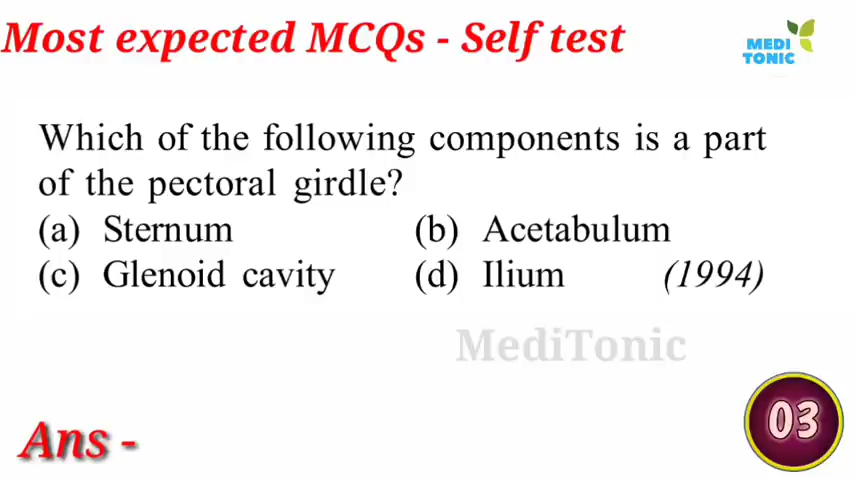 Most expected MCQs - Self test
MEDI
TONIC
Which of the following components is a part
of the pectoral girdle?
(a) Sternum (b) Acetabulum
(c) Glenoid cavity (d) Ilium (1994)
MediTonic
03
Ans -